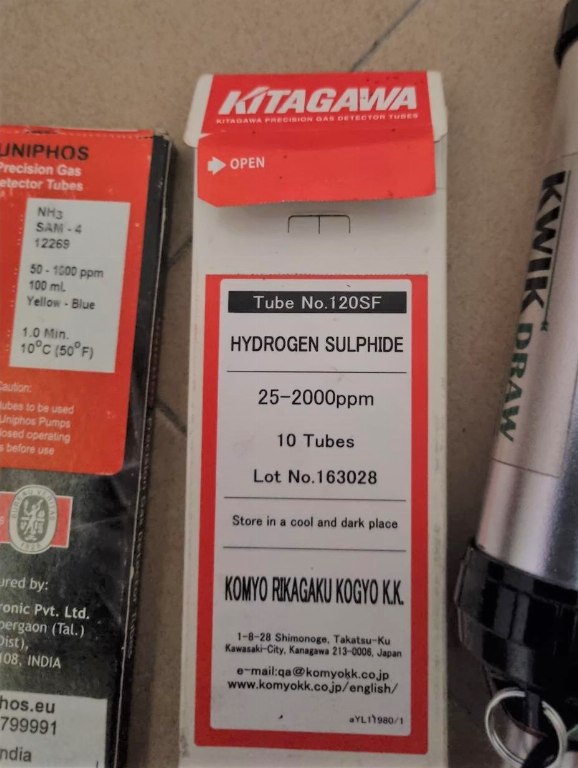 UNIPHOS
Precision Gas
etector Tubes
NH3
SAM - 4
12269
50 - 1000 ppm
100 mL
Yellow - Blue
1.0 Min.
10°C (50°F)
Caution:
ubes to be used
Uniphos Pumps
losed operating
s before use
ured by:
ronic Pvt. Ltd.
pergaon (Tal.)
Dist),
108, INDIA
hos.eu
799991
ndia
KITAGAWA
KITAGAWA PRECISION GAS DETECTOR TUBES
OPEN
Tube No.120SF
HYDROGEN SULPHIDE
25-2000ppm
10 Tubes
Lot No.163028
Store in a cool and dark place
KOMYO RIKAGAKU KOGYO K.K.
1-8-28 Shimonoge, Takatsu-Ku
Kawasaki-City, Kanagawa 213-0006, Japan
e-mail:qa@komyokk.co.jp
www.komyokk.co.jp/english/
aYL11980/1
KWIK DRAW